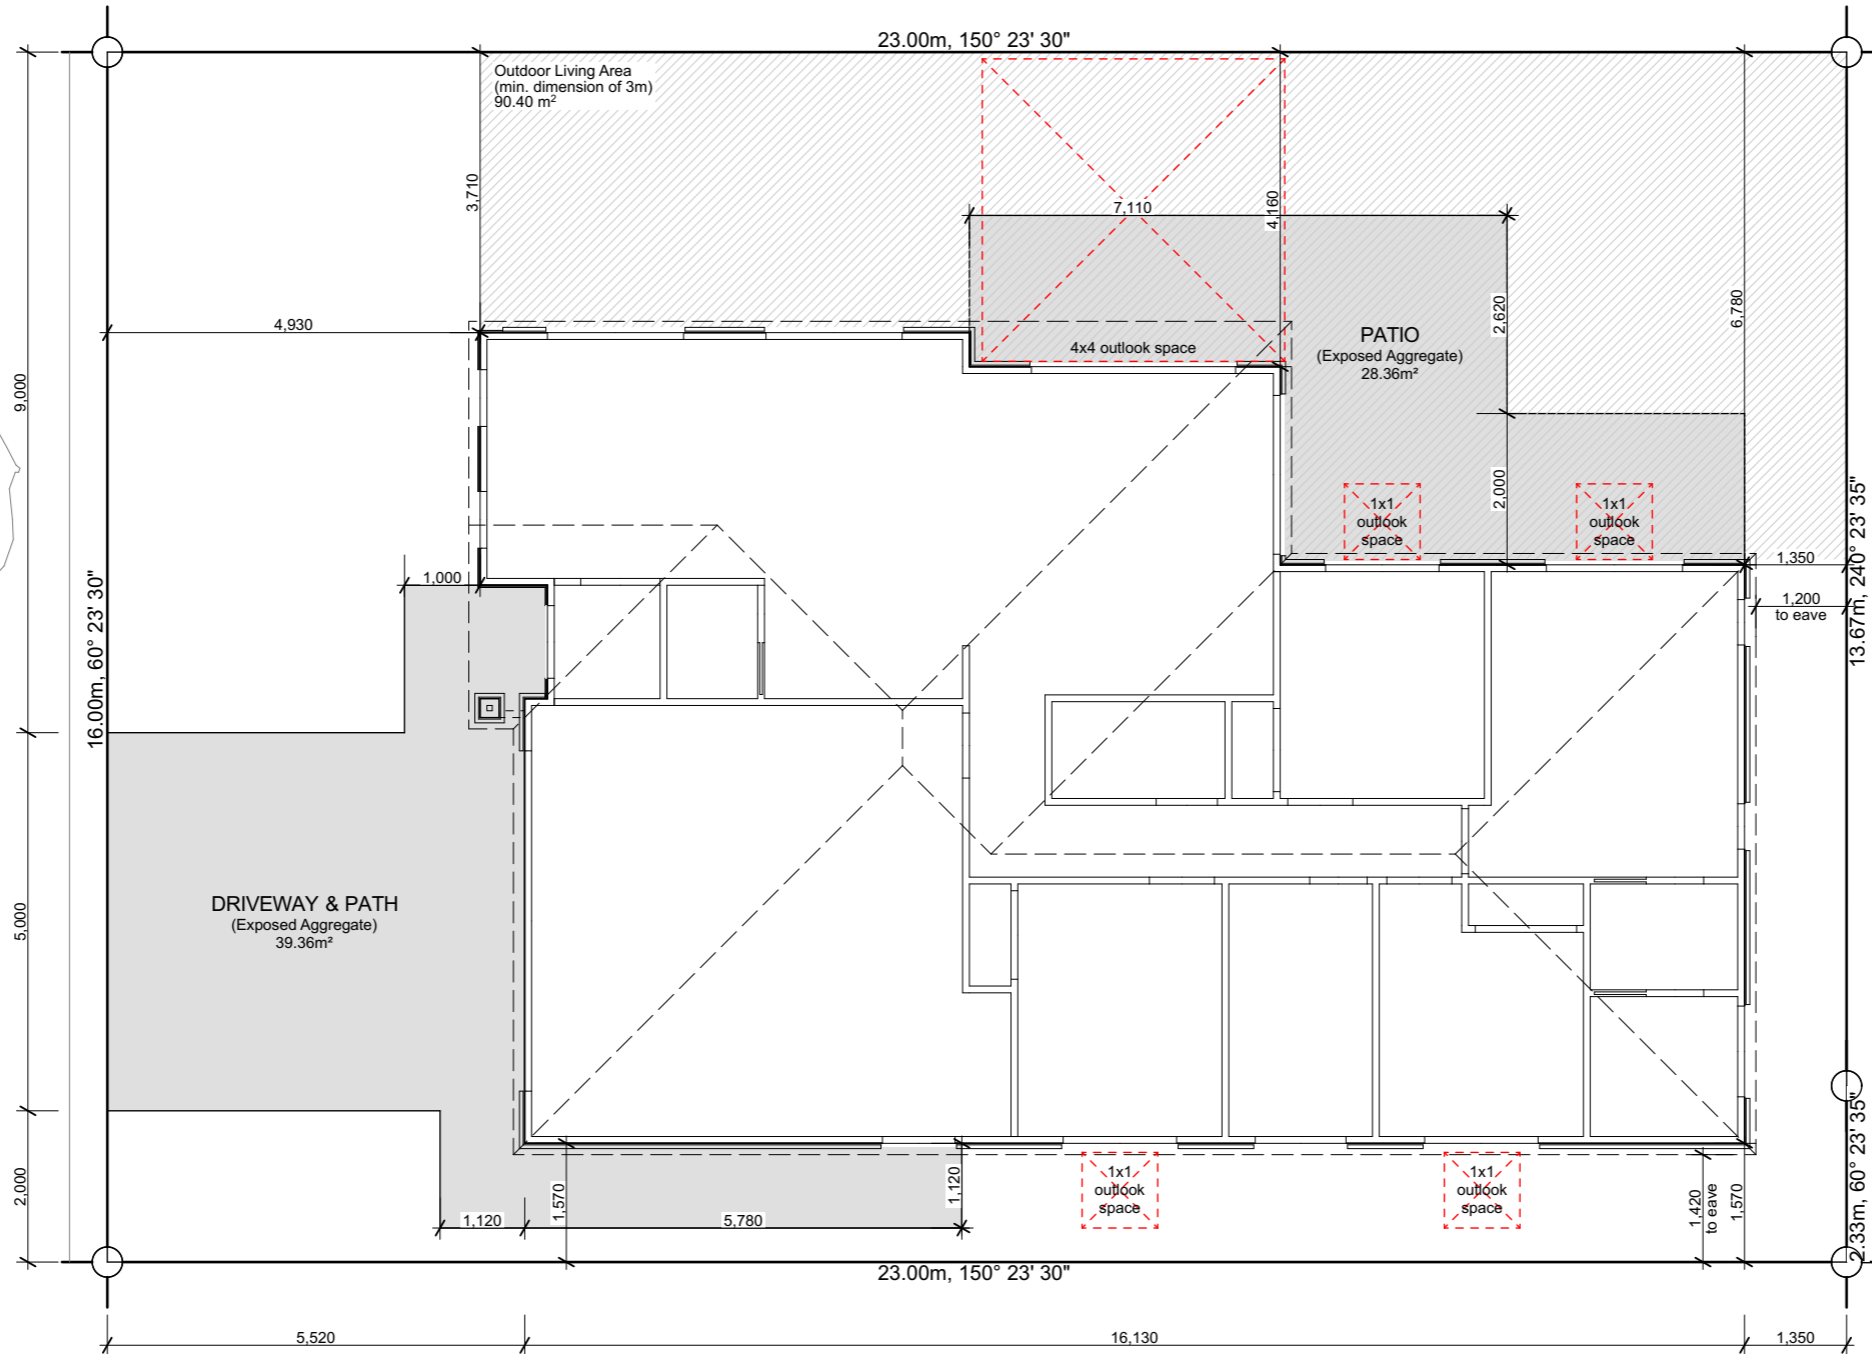 23.00m, 150° 23' 30"
Outdoor Living Area
(min. dimension of 3m)
90.40 m²
3,710
7,110
4,160
4,930
2,620
6,780
PATIO
(Exposed Aggregate)
28.36m²
4x4 outlook space
9,000
2,000
1x1
outlook
space
1x1
outlook
space
1,350
1,200
to eave
13.67m, 240° 23' 35"
1,000
16.00m, 60° 23' 30"
DRIVEWAY & PATH
(Exposed Aggregate)
39.36m²
5,000
2,000
1,120
5,780
1,570
1,120
1x1
outlook
space
1x1
outlook
space
1,420
to eave
1,570
2.33m, 60° 23' 35"
23.00m, 150° 23' 30"
5,520
16,130
1,350